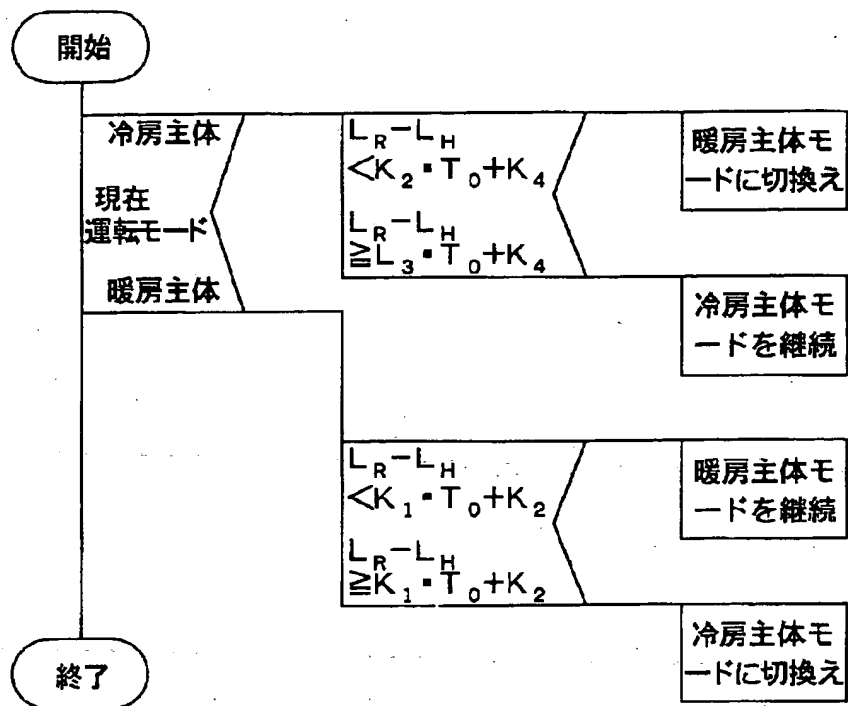 開始
冷房主体
現在
運転モード
暖房主体
L_R−L_H
<K_2・T_0+K_4
L_R−L_H
≧L_3・T_0+K_4
暖房主体モ
ードに切換え
冷房主体モ
ードを継続
L_R−L_H
<K_1・T_0+K_2
L_R−L_H
≧K_1・T_0+K_2
暖房主体モ
ードを継続
冷房主体モ
ードに切換え
終了